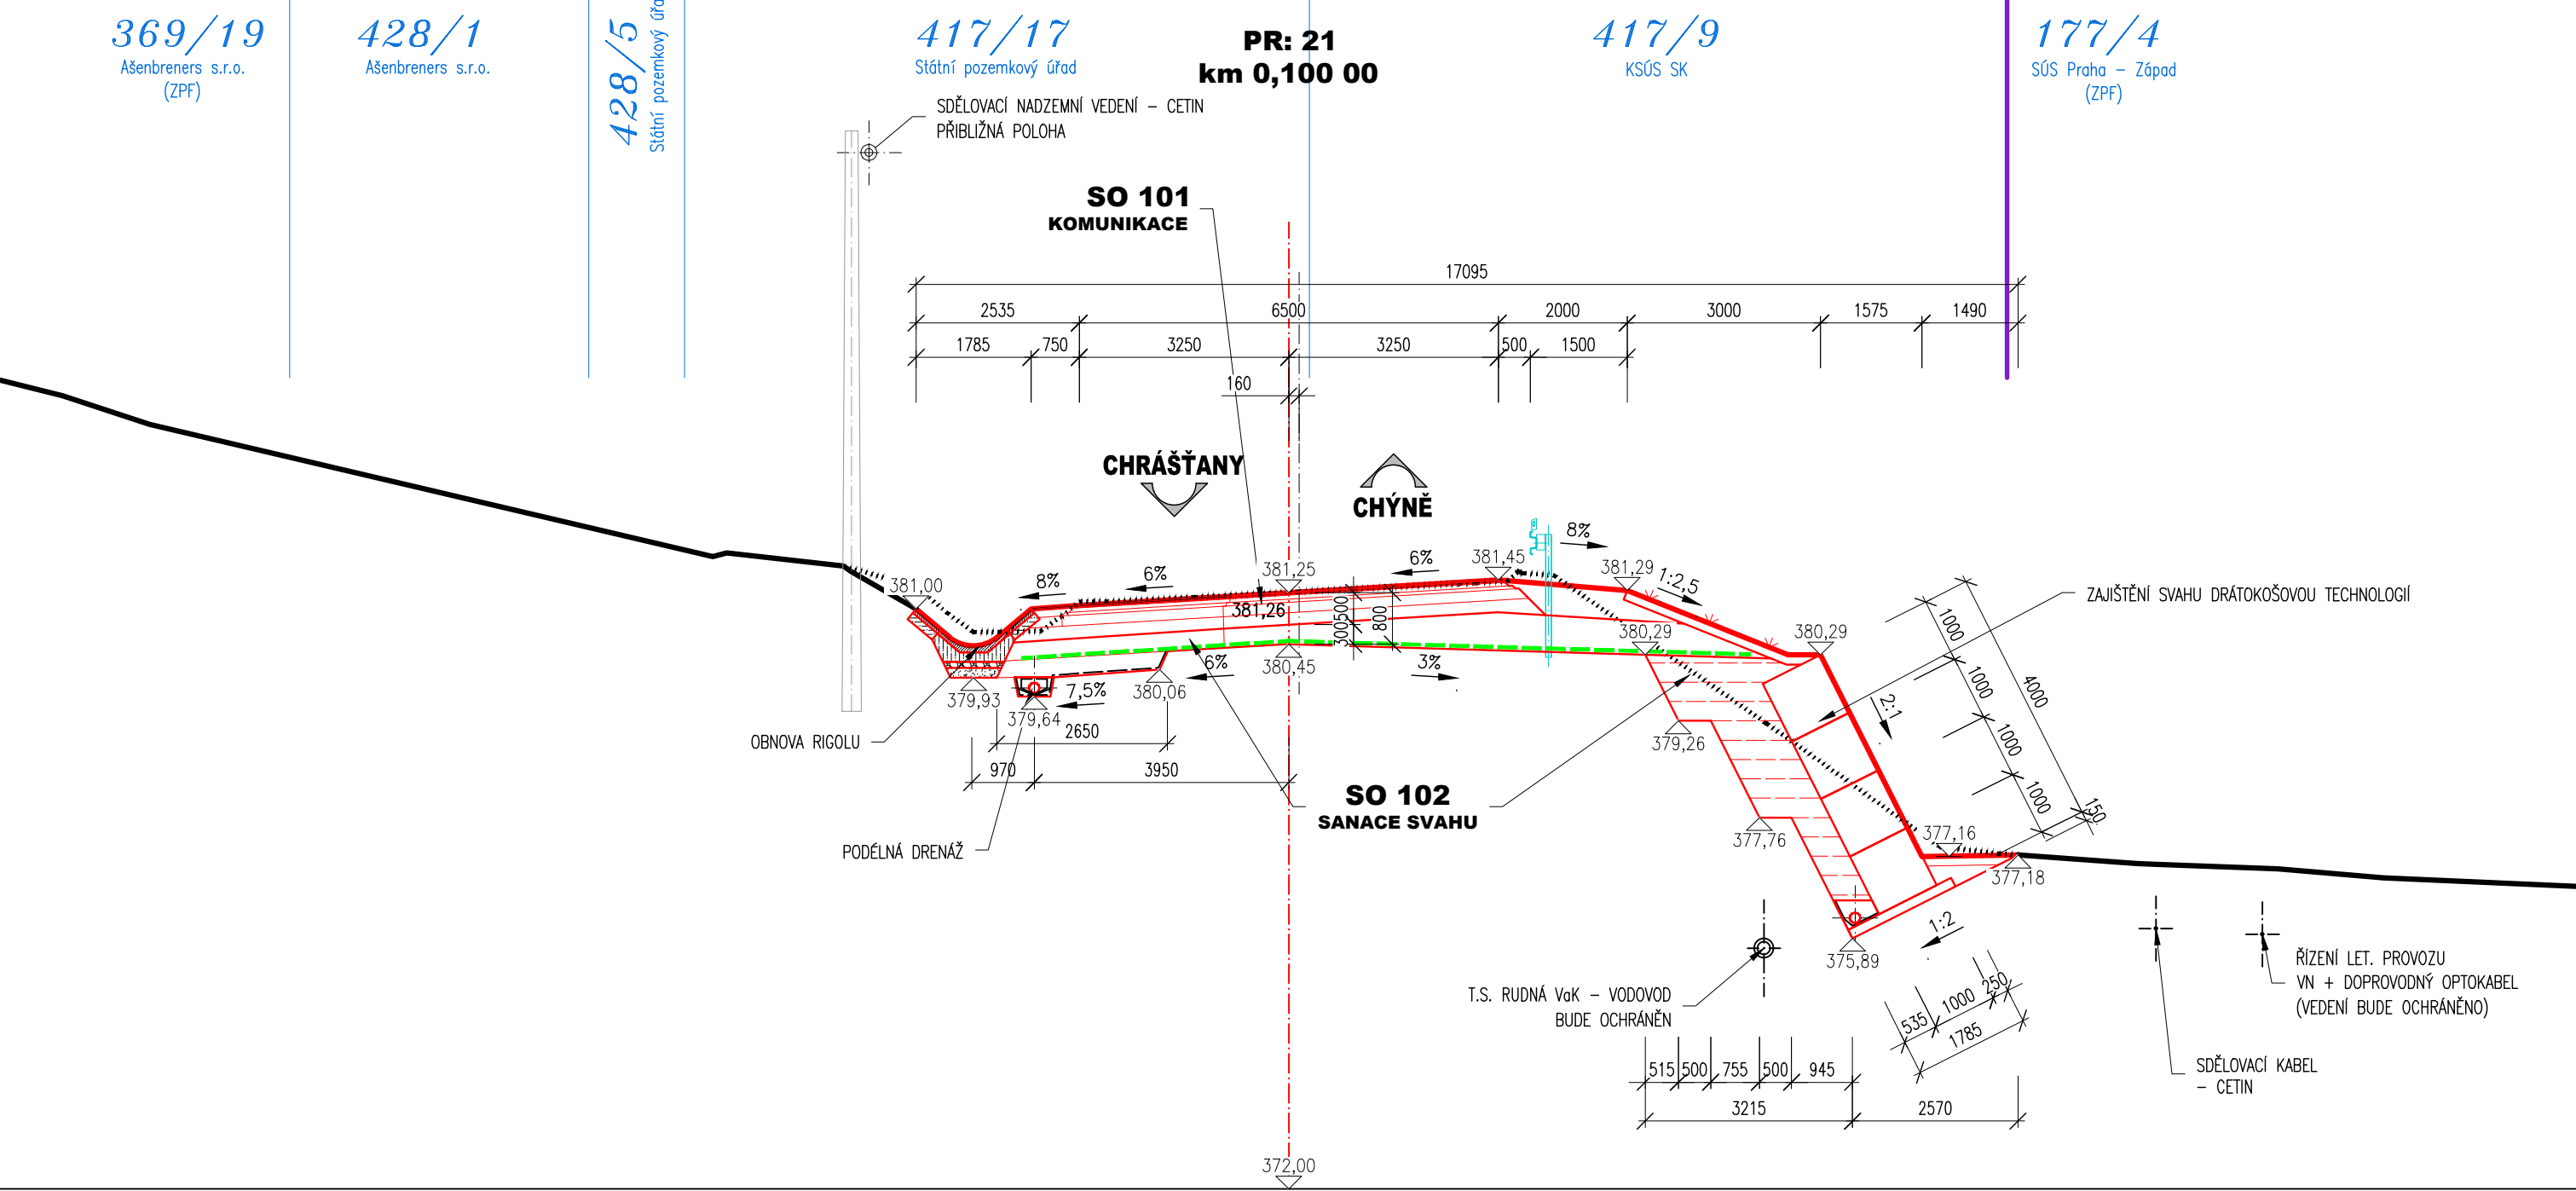 369/19
Ašenbreners s.r.o.
(ZPF)
428/1
Ašenbreners s.r.o.
428/5
Státní pozemkový
417/17
Státní pozemkový úřad
PR: 21
km 0,100 00
417/9
KSÚS SK
177/4
SÚS Praha - Západ
(ZPF)
SDĚLOVACÍ NADZEMNÍ VEDENÍ - CETIN
PŘIBLIŽNÁ POLOHA
SO 101
KOMUNIKACE
17095
2535
6500
2000
3000
1575
1490
1785
750
3250
3250
500
1500
160
CHRÁŠŤANY
CHÝNĚ
381,00
8%
6%
381,25
381,26
6%
381,45
8%
381,29
1:2,5
300
500
800
380,29
380,29
380,45
6%
3%
379,93
379,64
7,5%
380,06
2650
970
3950
OBNOVA RIGOLU
PODÉLNÁ DRENÁŽ
SO 102
SANACE SVAHU
379,26
377,76
2:1
ZAJIŠTĚNÍ SVAHU DRÁTOKOŠOVOU TECHNOLOGIÍ
1000
1000
1000
1000
4000
150
377,16
377,18
375,89
1:2
T.S. RUDNÁ VaK - VODOVOD
BUDE OCHRÁNĚN
535
1000
250
1785
515
500
755
500
945
3215
2570
ŘÍZENÍ LET. PROVOZU
VN + DOPROVODNÝ OPTOKABEL
(VEDENÍ BUDE OCHRÁNĚNO)
SDĚLOVACÍ KABEL
- CETIN
372,00